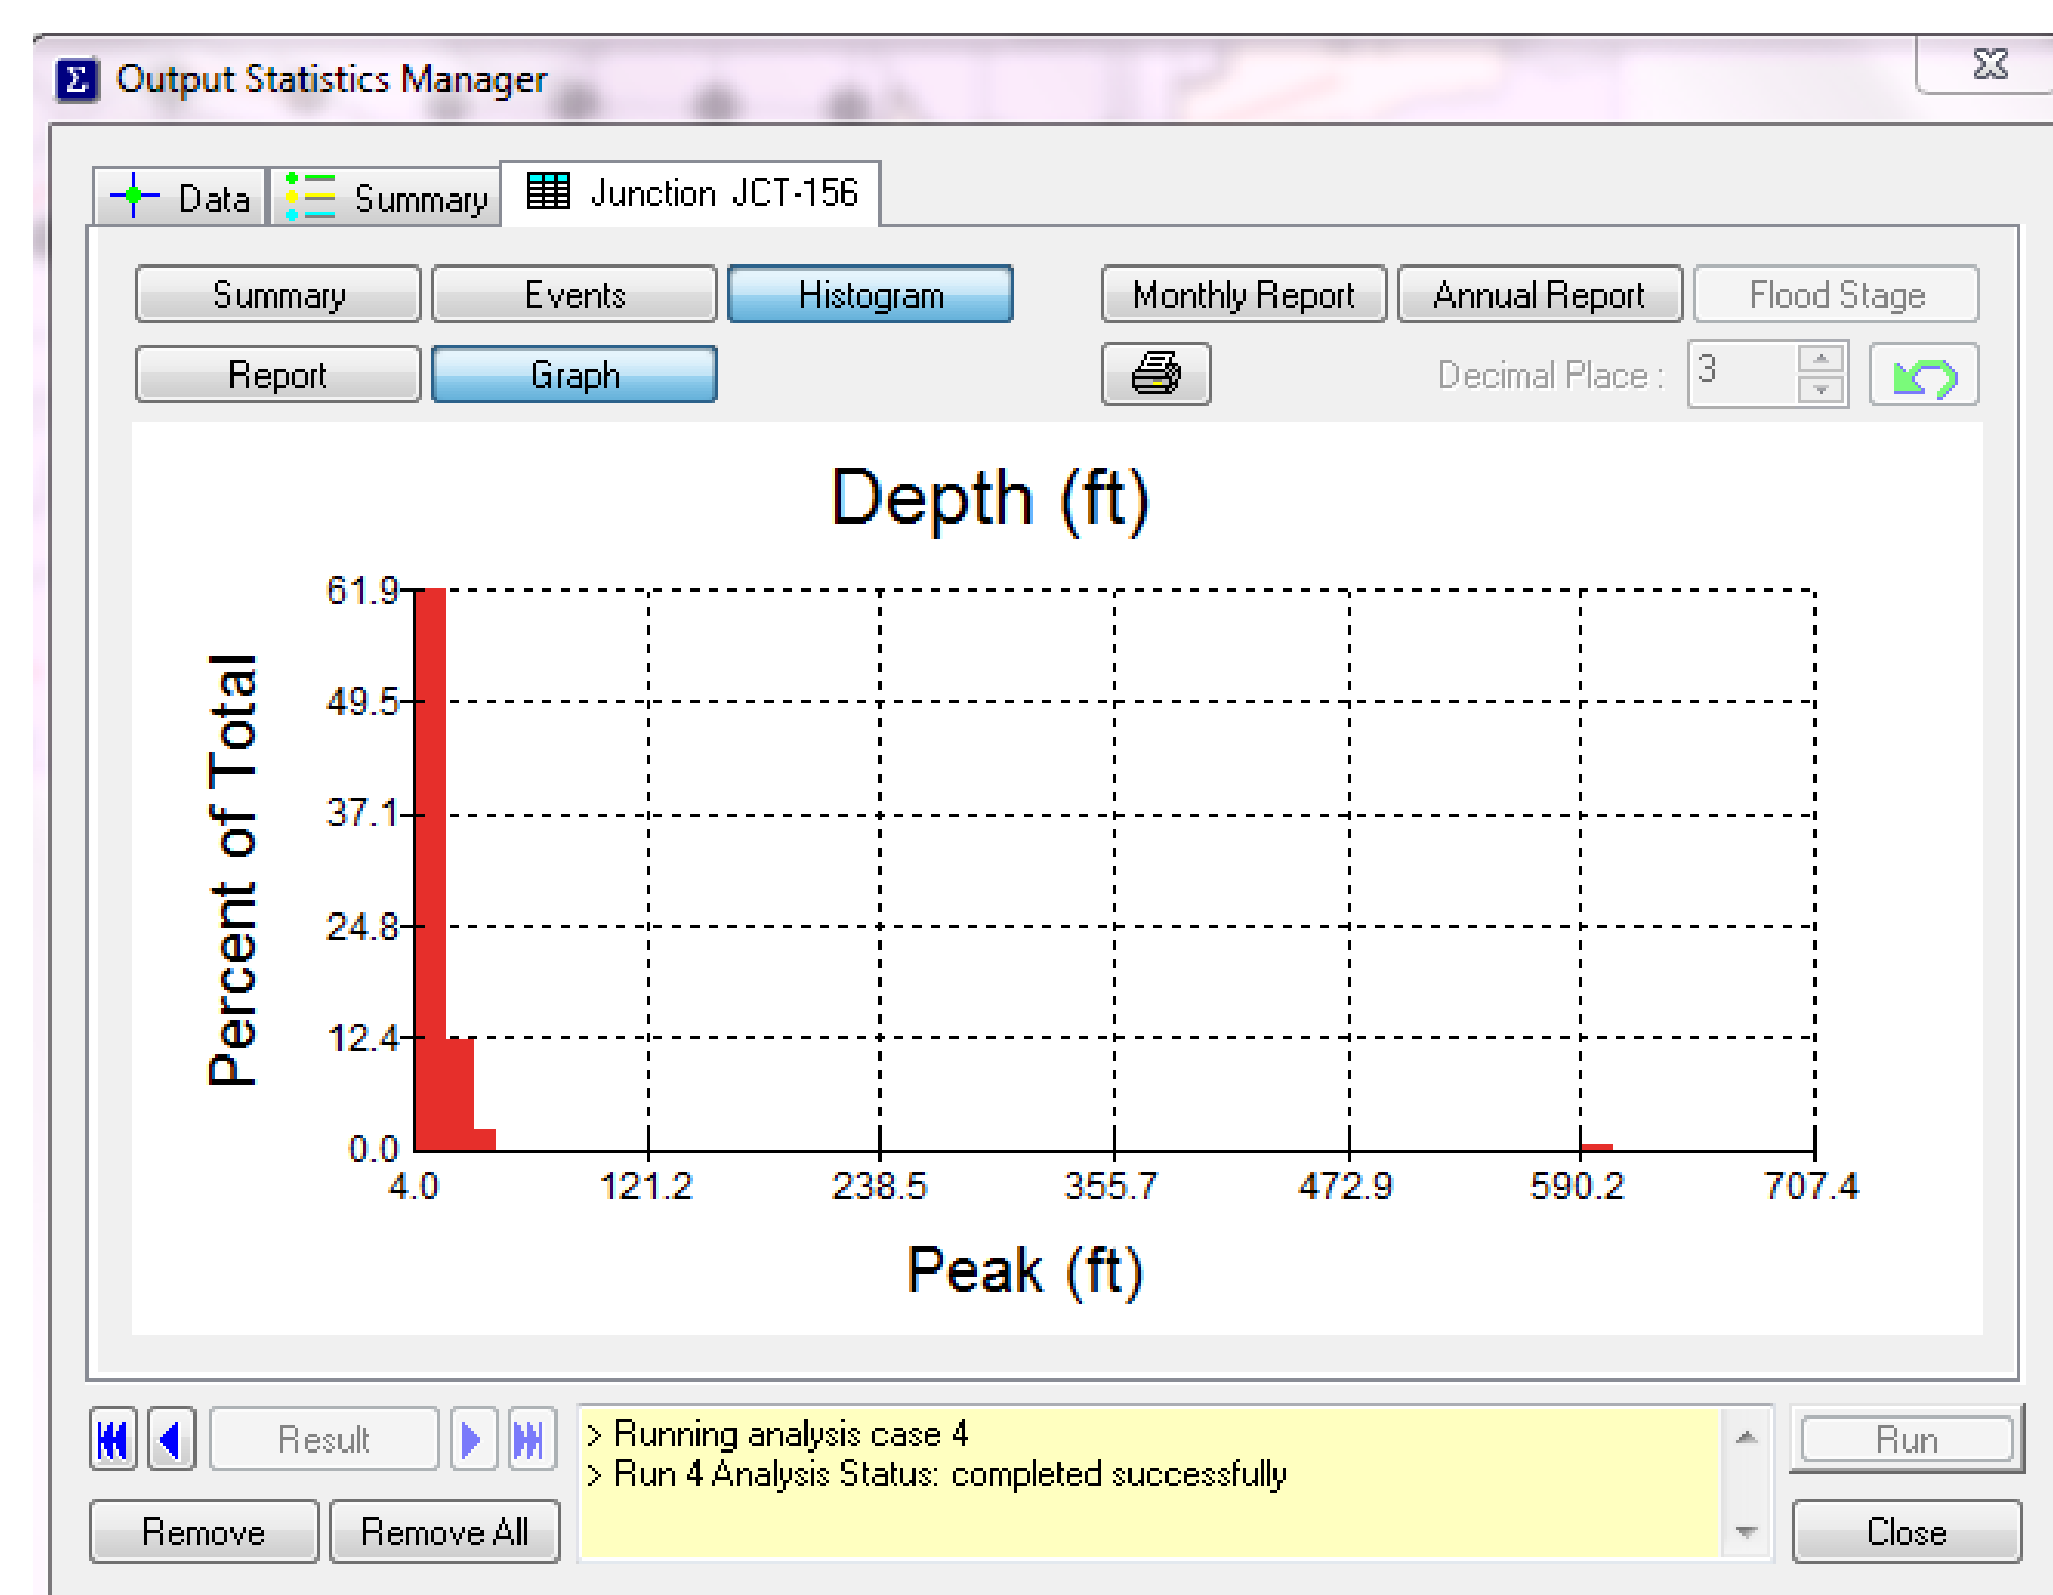 Output Statistics Manager
Data Summary Junction JCT-156
Summary Events Histogram Monthly Report Annual Report Flood Stage
Report Graph Decimal Place : 3
Depth (ft)
Percent of Total
61.9
49.5
37.1
24.8
12.4
0.0
4.0 121.2 238.5 355.7 472.9 590.2 707.4
Peak (ft)
Result
> Running analysis case 4
> Run 4 Analysis Status: completed successfully
Run
Remove Remove All Close